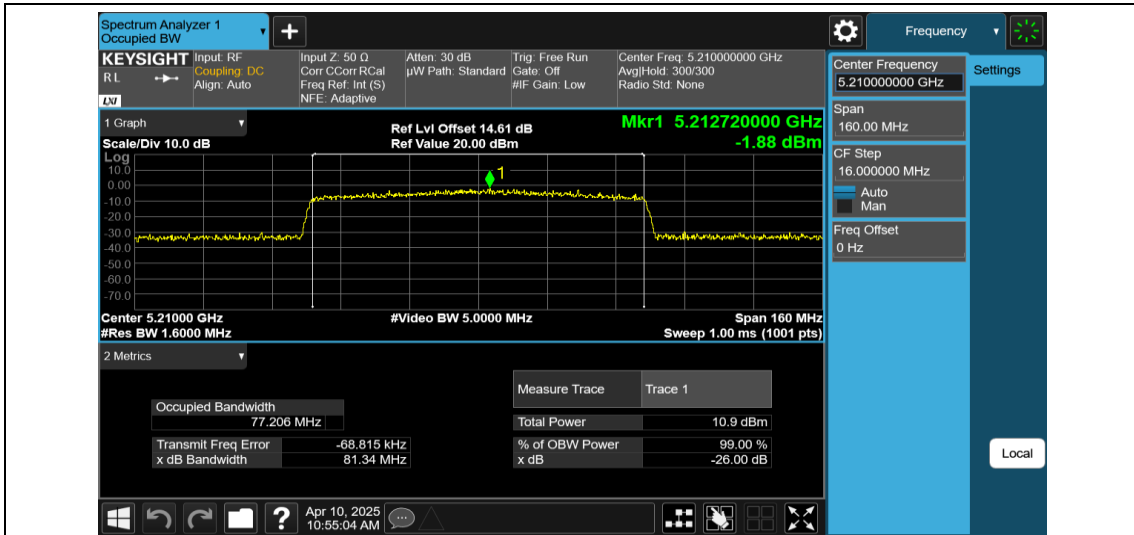 Spectrum Analyzer 1
Occupied BW
Frequency
KEYSIGHT
R L
LXI
Input: RF
Coupling: DC
Align: Auto
Input Z: 50 Ω
Corr CCorr RCal
Freq Ref: Int (S)
NFE: Adaptive
Atten: 30 dB
µW Path: Standard
Trig: Free Run
Gate: Off
#IF Gain: Low
Center Freq: 5.210000000 GHz
Avg|Hold: 300/300
Radio Std: None
Center Frequency
5.210000000 GHz
Settings
Span
160.00 MHz
CF Step
16.000000 MHz
Auto
Man
Freq Offset
0 Hz
1 Graph
Scale/Div 10.0 dB
Ref Lvl Offset 14.61 dB
Ref Value 20.00 dBm
Mkr1 5.212720000 GHz
-1.88 dBm
Log
10.0
0.00
-10.0
-20.0
-30.0
-40.0
-50.0
-60.0
-70.0
1
Center 5.21000 GHz
#Res BW 1.6000 MHz
#Video BW 5.0000 MHz
Span 160 MHz
Sweep 1.00 ms (1001 pts)
2 Metrics
Measure Trace Trace 1
Occupied Bandwidth
77.206 MHz
Total Power 10.9 dBm
Transmit Freq Error -68.815 kHz
% of OBW Power 99.00 %
x dB Bandwidth 81.34 MHz
x dB -26.00 dB
Local
?
Apr 10, 2025
10:55:04 AM